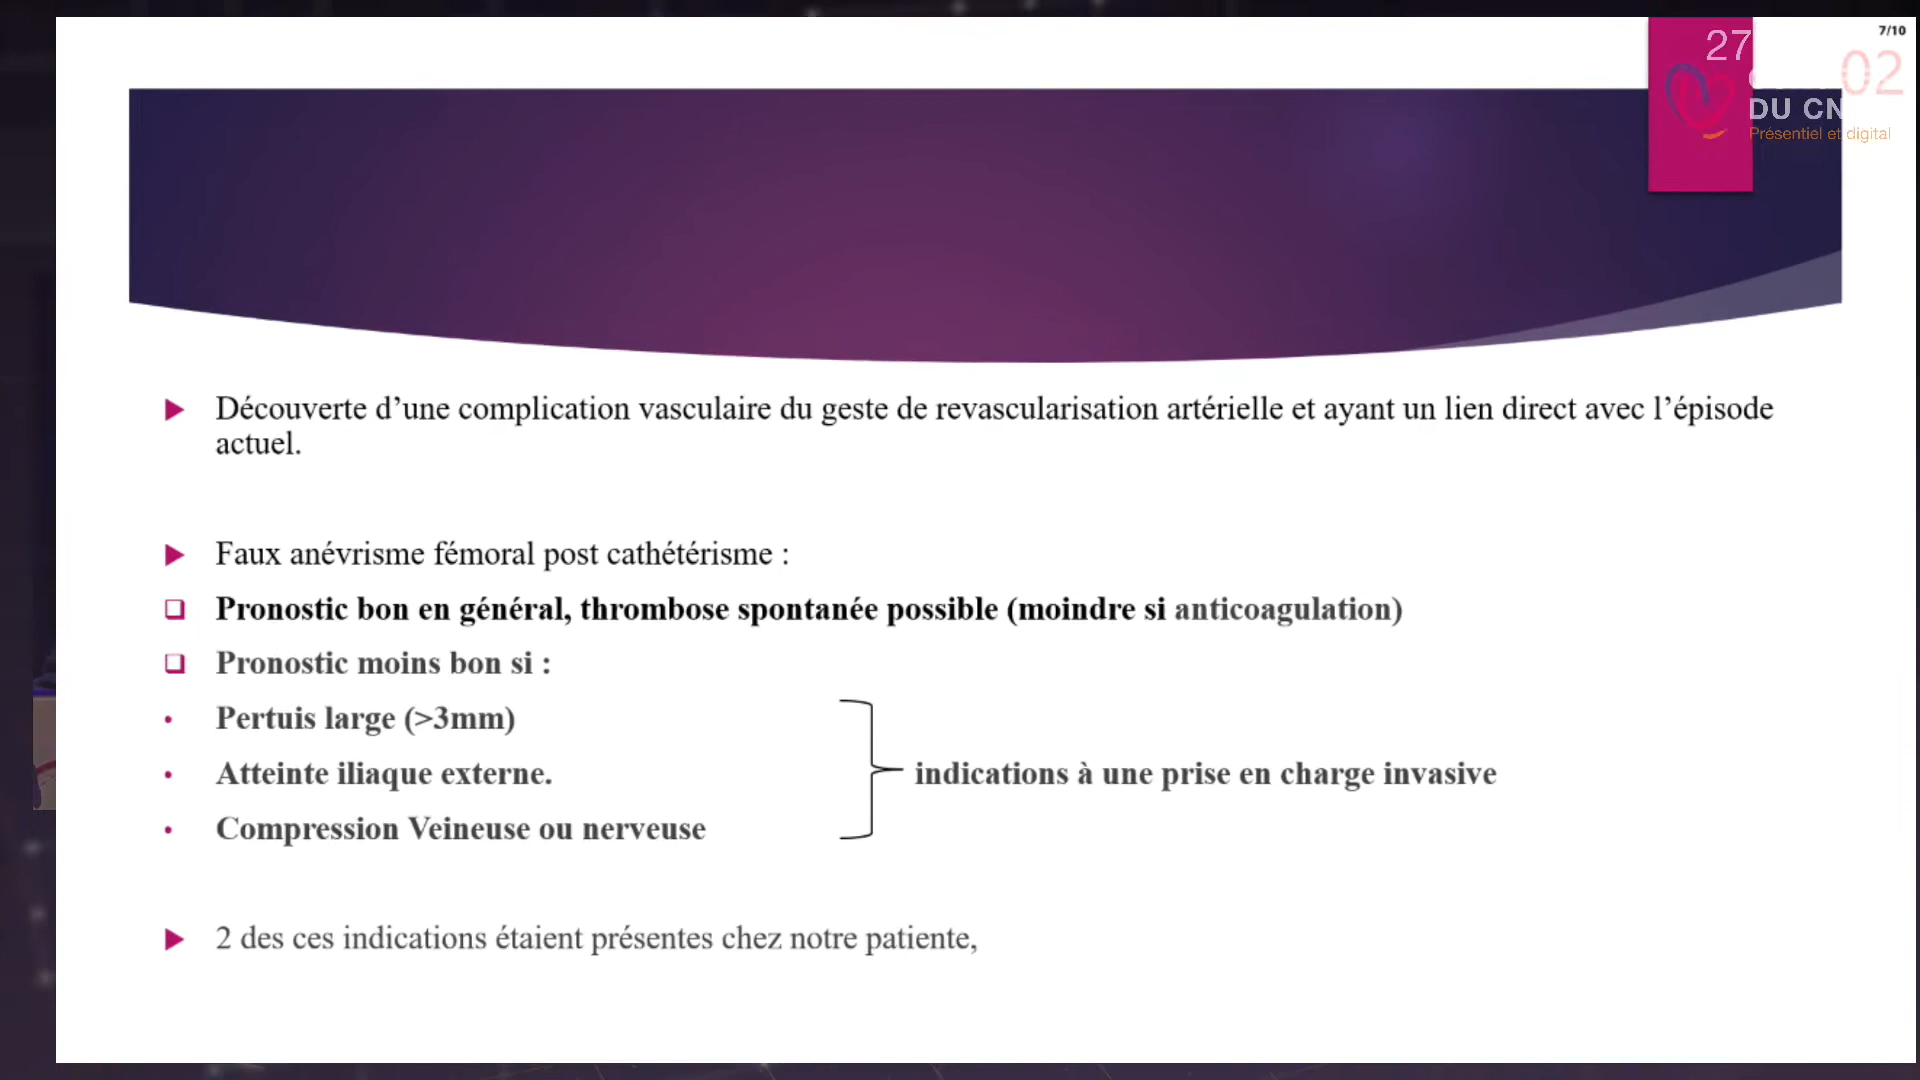 7/10
27
02
DU CN
Présentiel et digital
Découverte d’une complication vasculaire du geste de revascularisation artérielle et ayant un lien direct avec l’épisode
actuel.
Faux anévrisme fémoral post cathétérisme :
Pronostic bon en général, thrombose spontanée possible (moindre si anticoagulation)
Pronostic moins bon si :
Pertuis large (>3mm)
Atteinte iliaque externe.
indications à une prise en charge invasive
Compression Veineuse ou nerveuse
2 des ces indications étaient présentes chez notre patiente,